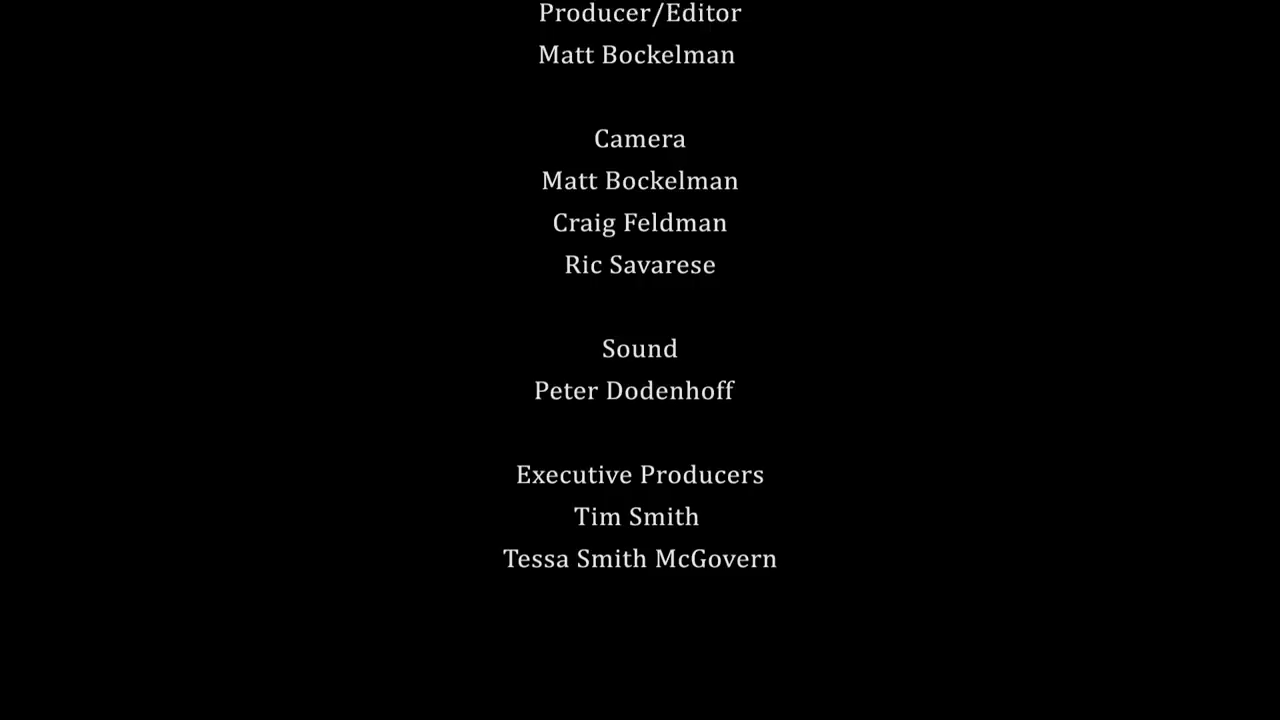 Producer/Editor
Matt Bockelman
Camera
Matt Bockelman
Craig Feldman
Ric Savarese
Sound
Peter Dodenhoff
Executive Producers
Tim Smith
Tessa Smith McGovern